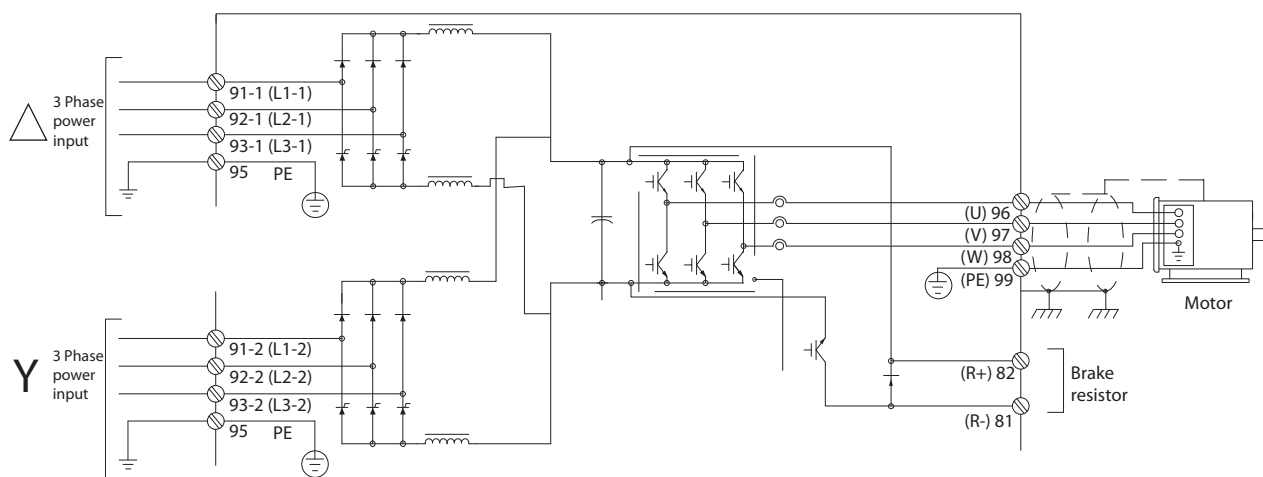 3 Phase
power
input
91-1 (L1-1)
92-1 (L2-1)
93-1 (L3-1)
95 PE
(U) 96
(V) 97
(W) 98
(PE) 99
Motor
Y
3 Phase
power
input
91-2 (L1-2)
92-2 (L2-2)
93-2 (L3-2)
95 PE
(R+) 82
(R-) 81
Brake
resistor